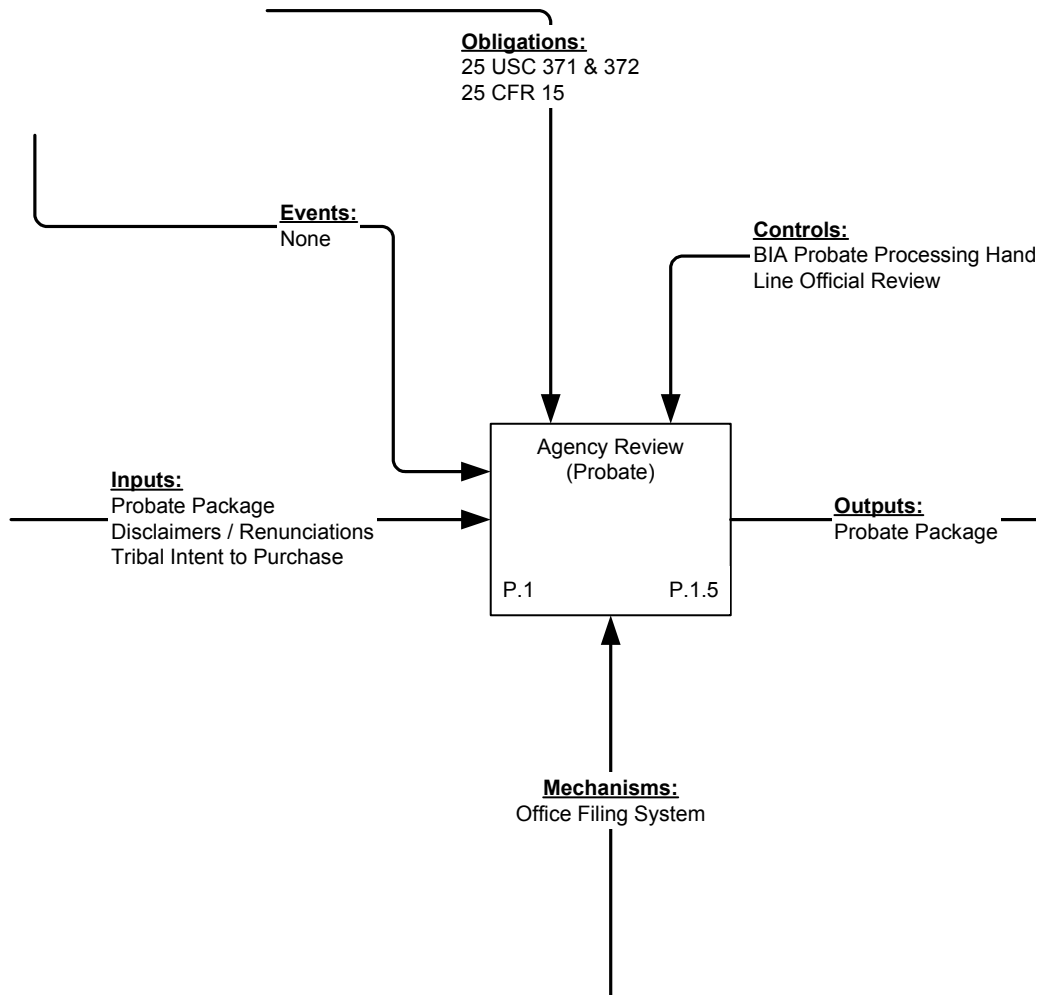 Obligations:
25 USC 371 & 372
25 CFR 15
Events:
None
Controls:
BIA Probate Processing Hand
Line Official Review
Agency Review
(Probate)
P.1
P.1.5
Inputs:
Probate Package
Disclaimers / Renunciations
Tribal Intent to Purchase
Outputs:
Probate Package
Mechanisms:
Office Filing System